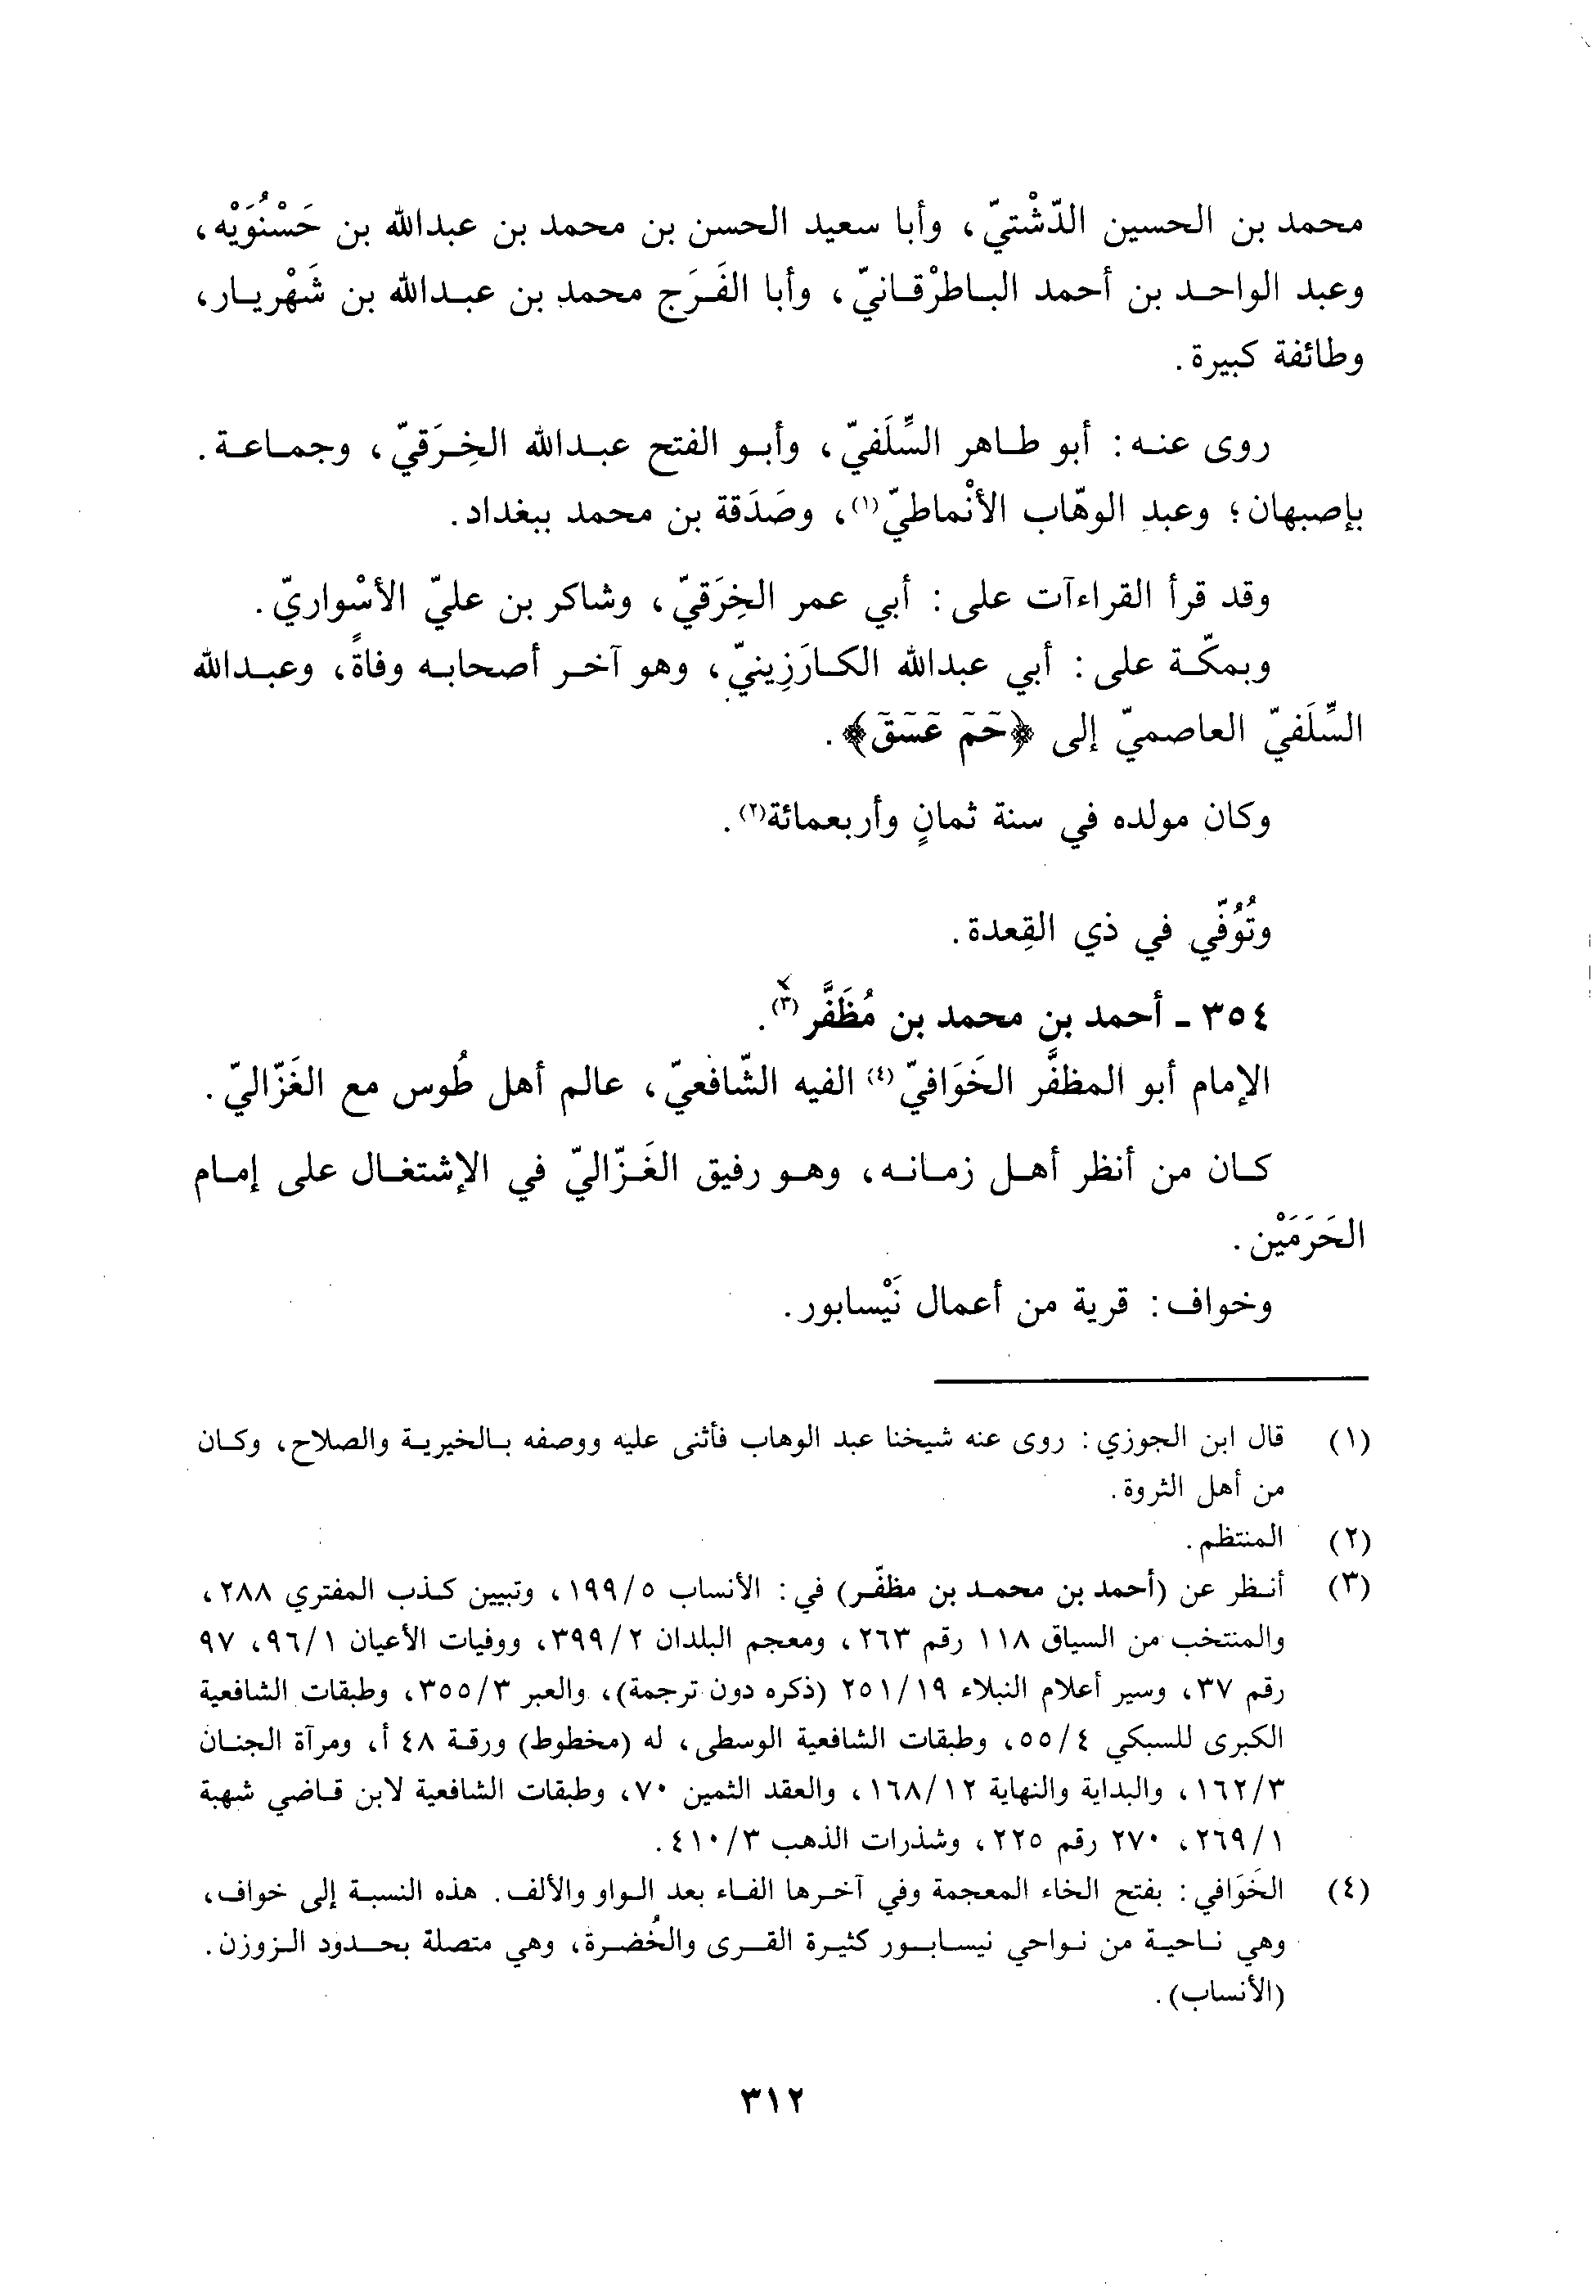 محمد بن الحسين الدّشْتيّ، وأبا سعيد الحسن بن محمد بن عبدالله بن حَسْنُوَيْه،
وعبد الواحد بن أحمد الباطرْقانيّ، وأبا الفَرَج محمد بن عبدالله بن شَهْريار،
وطائفة كبيرة.
روى عنه: أبو طاهر السِّلَفيّ، وأبو الفتح عبدالله الخِرَقيّ، وجماعة.
بإصبهان؛ وعبد الوهّاب الأنْماطيّ(١)، وصَدَقة بن محمد ببغداد.
وقد قرأ القراءآت على: أبي عمر الخِرَقيّ، وشاكر بن عليّ الأسْواريّ.
وبمكّة على: أبي عبدالله الكارَزِينيّ، وهو آخر أصحابه وفاةً، وعبدالله
السِّلَفيّ العاصميّ إلى ﴿حَمَ عَسَقَ﴾.
وكان مولده في سنة ثمانٍ وأربعمائة(٢).
وتُوُفّي في ذي القِعدة.
٣٥٤ - أحمد بن محمد بن مُظَفَّر(٣).
الإمام أبو المظفَّر الخَوَافيّ(٤) الفيه الشّافعيّ، عالم أهل طُوس مع الغَزّاليّ.
كان من أنظر أهل زمانه، وهو رفيق الغَزّاليّ في الإشتغال على إمام
الحَرَمَيْن.
وخواف: قرية من أعمال نَيْسابور.
(١) قال ابن الجوزي: روى عنه شيخنا عبد الوهاب فأثنى عليه ووصفه بالخيرية والصلاح، وكان
من أهل الثروة.
(٢) المنتظم.
(٣) أنظر عن (أحمد بن محمد بن مظفّر) في: الأنساب ١٩٩/٥، وتبيين كذب المفتري ٢٨٨،
والمنتخب من السياق ١١٨ رقم ٢٦٣، ومعجم البلدان ٣٩٩/٢، ووفيات الأعيان ٩٦/١، ٩٧
رقم ٣٧، وسير أعلام النبلاء ٢٥١/١٩ (ذكره دون ترجمة)، والعبر ٣٥٥/٣، وطبقات الشافعية
الكبرى للسبكي ٥٥/٤، وطبقات الشافعية الوسطى، له (مخطوط) ورقة ٤٨ أ، ومرآة الجنان
١٦٢/٣، والبداية والنهاية ١٦٨/١٢، والعقد الثمين ٧٠، وطبقات الشافعية لابن قاضي شهبة
٢٦٩/١، ٢٧٠ رقم ٢٢٥، وشذرات الذهب ٤١٠/٣.
(٤) الخَوَافي: بفتح الخاء المعجمة وفي آخرها الفاء بعد الواو والألف. هذه النسبة إلى خواف،
وهي ناحية من نواحي نيسابور كثيرة القرى والخُضرة، وهي متصلة بحدود الزوزن.
(الأنساب).
٣١٢